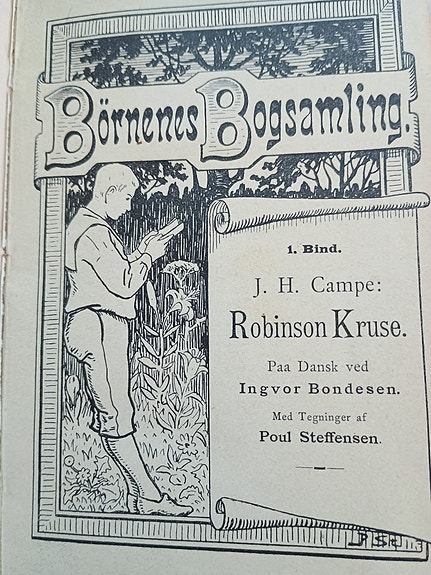 Börnenes Bogsamling.
1. Bind.
J. H. Campe:
Robinson Kruse.
Paa Dansk ved
Ingvor Bondesen.
Med Tegninger af
Poul Steffensen.